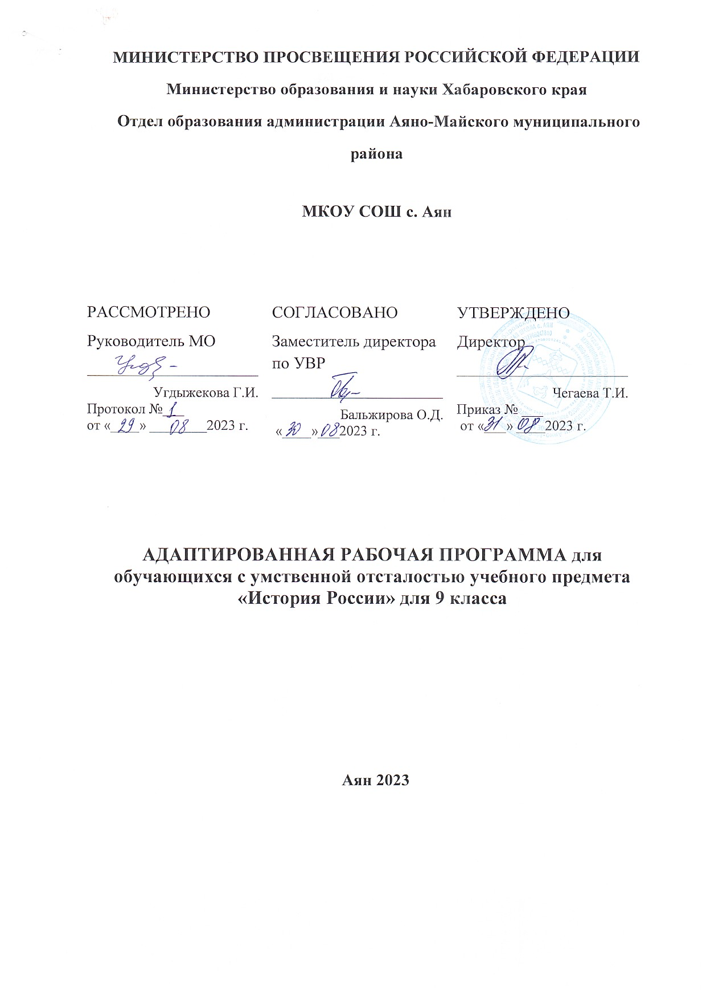 МИНИСТЕРСТВО ПРОСВЕЩЕНИЯ РОССИЙСКОЙ ФЕДЕРАЦИИ
Министерство образования и науки Хабаровского края
Отдел образования администрации Аяно-Майского муниципального
района
МКОУ СОШ с. Аян
РАССМОТРЕНО
Руководитель МО
Угдыжекова Г.И.
Протокол № 1
от « 29 » 08 2023 г.
СОГЛАСОВАНО
Заместитель директора
по УВР
Бальжирова О.Д.
« 30 » 08 2023 г.
УТВЕРЖДЕНО
Директор
Чегаева Т.И.
Приказ №
от « 31 » 08 2023 г.
АДАПТИРОВАННАЯ РАБОЧАЯ ПРОГРАММА для
обучающихся с умственной отсталостью учебного предмета
«История России» для 9 класса
Аян 2023